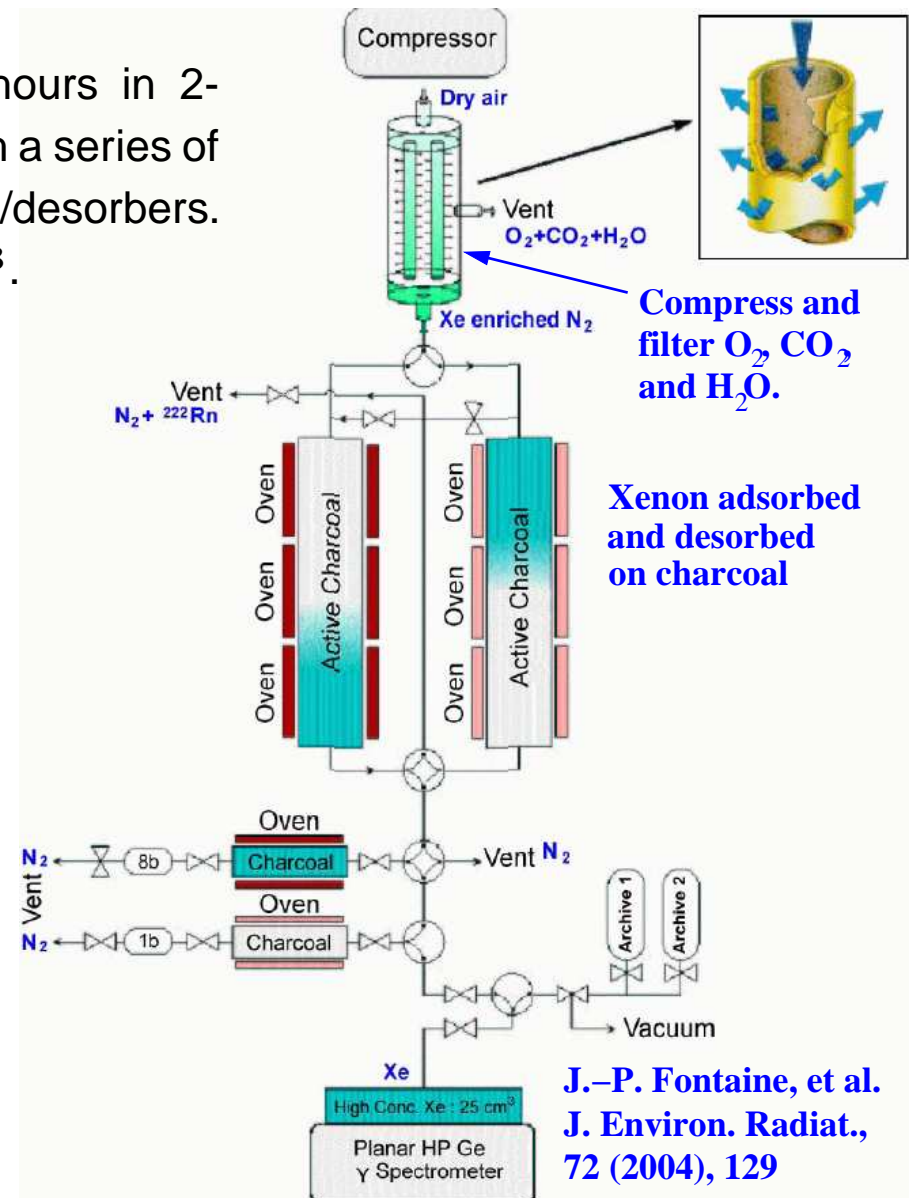 Compressor
nours in 2-
n a series of
/desorbers.
3.
Dry air
Vent
O₂+CO₂+H₂O
Xe enriched N₂
Compress and
filter O₂, CO₂
and H₂O.
Vent
N₂+ ²²²Rn
Oven
Oven
Oven
Active Charcoal
Oven
Oven
Oven
Active Charcoal
Xenon adsorbed
and desorbed
on charcoal
Oven
N₂
8b
Charcoal
Vent N₂
Vent
Oven
N₂
1b
Charcoal
Archive 1
Archive 2
Vacuum
Xe
High Conc. Xe : 25 cm³
Planar HP Ge
γ Spectrometer
J.–P. Fontaine, et al.
J. Environ. Radiat.,
72 (2004), 129